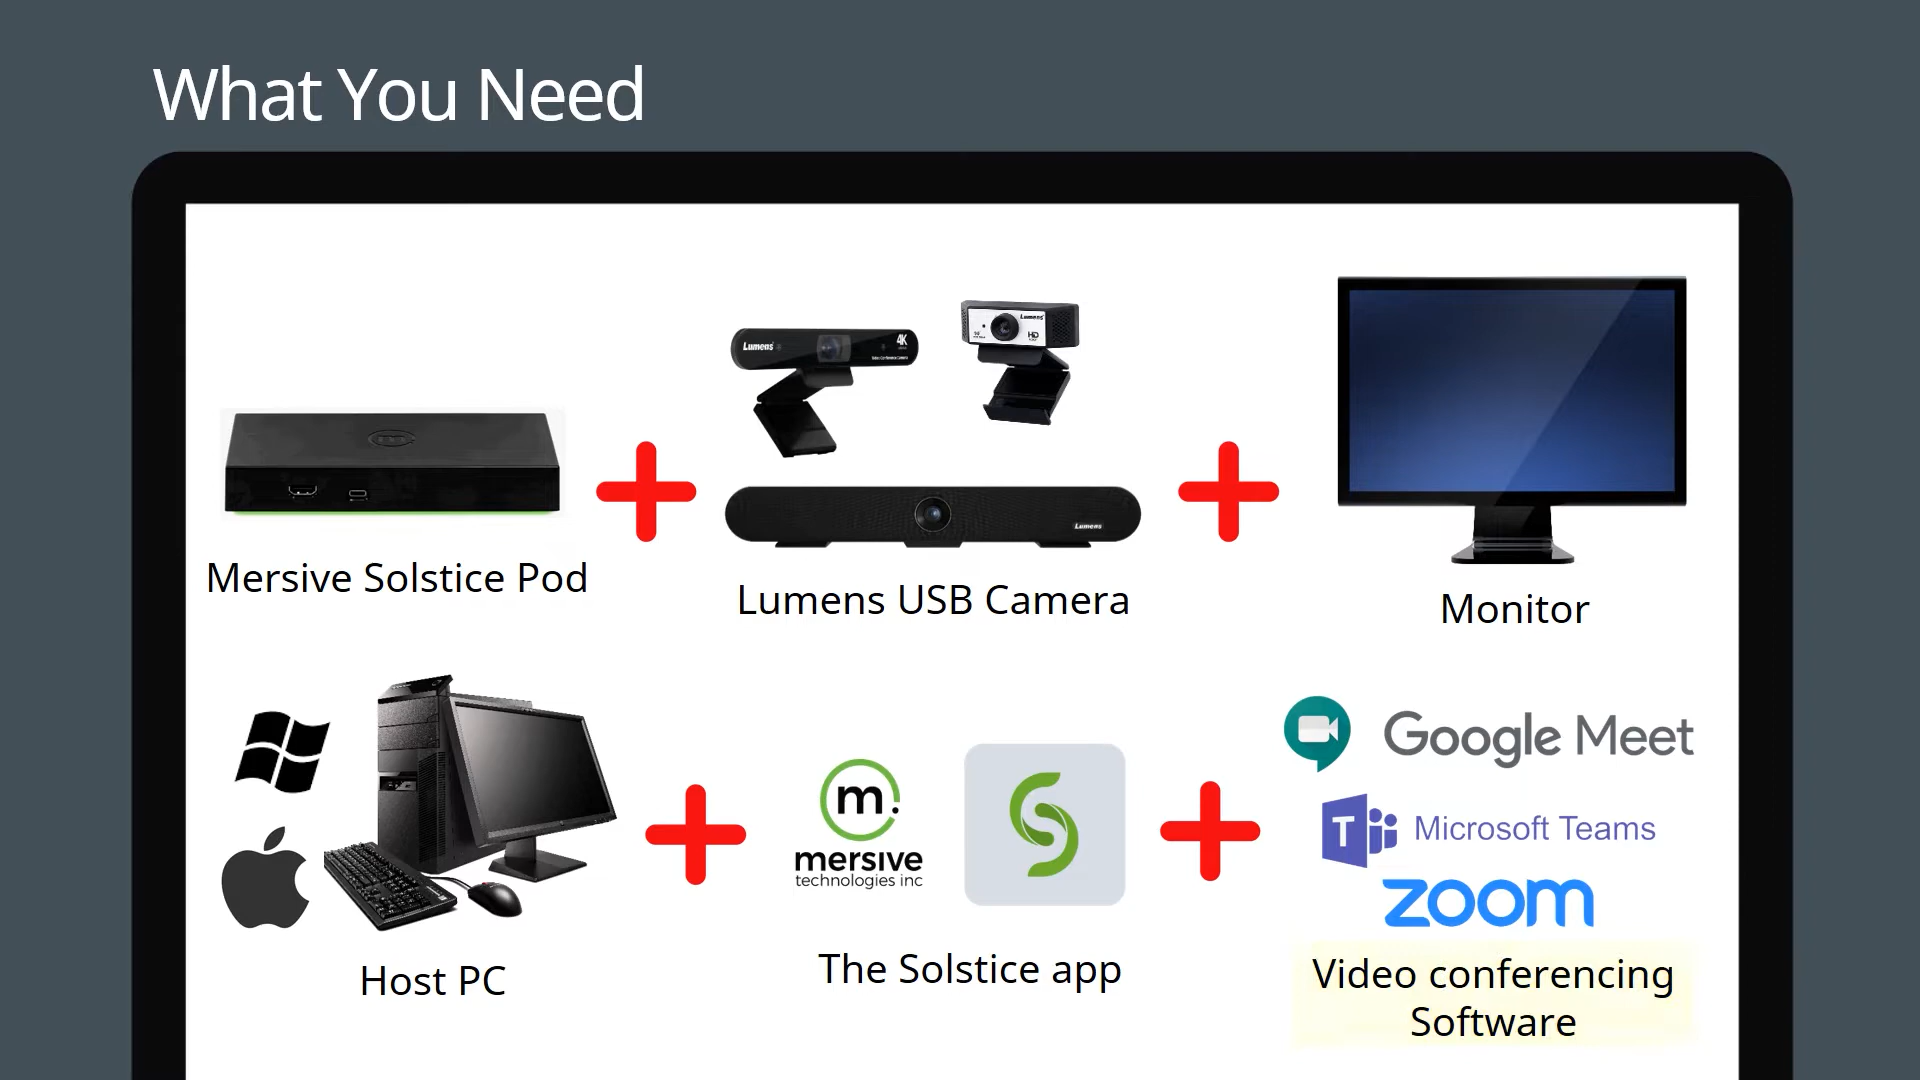 What You Need
Lumens
4K
Lumens
HD
Lumens
Mersive Solstice Pod
Lumens USB Camera
Monitor
Google Meet
m.
mersive
technologies inc
T
Microsoft Teams
zoom
Host PC
The Solstice app
Video conferencing
Software